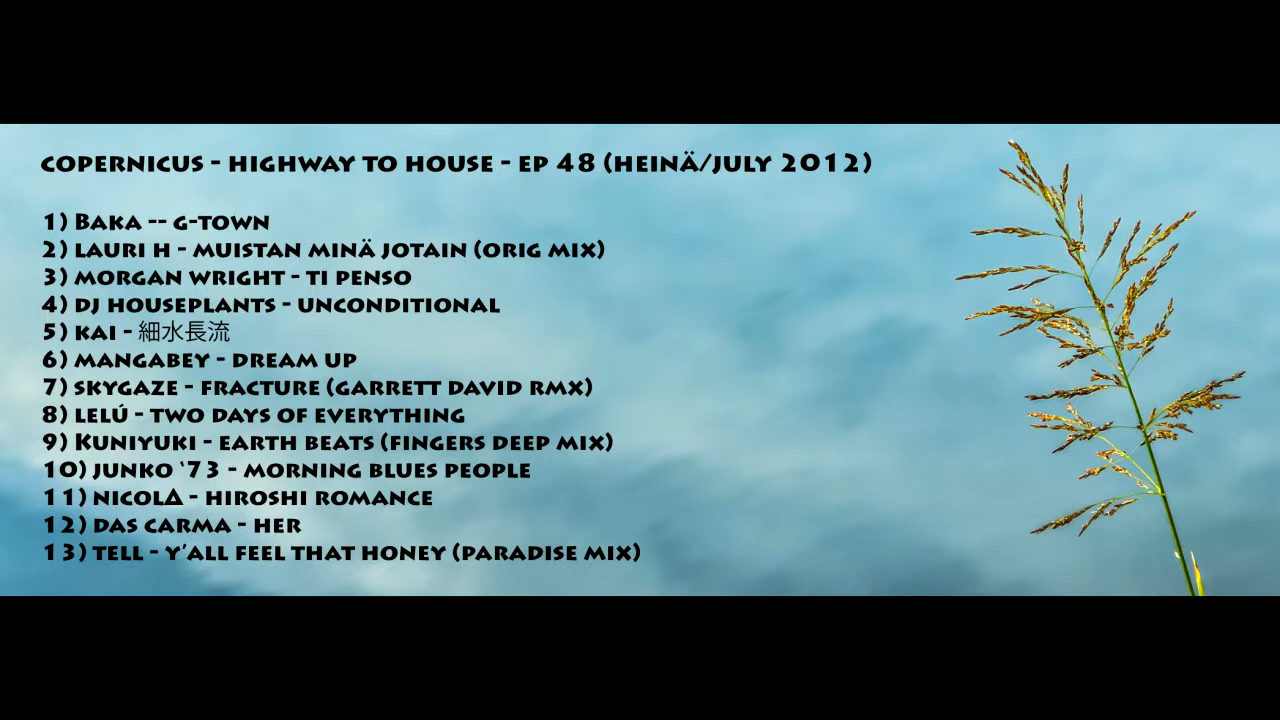 COPERNICUS - HIGHWAY TO HOUSE - EP 48 (HEINÄ/JULY 2012)
1) BAKA -- G-TOWN
2) LAURI H - MUISTAN MINÄ JOTAIN (ORIG MIX)
3) MORGAN WRIGHT - TI PENSO
4) DJ HOUSEPLANTS - UNCONDITIONAL
5) KAI - 細水長流
6) MANGABEY - DREAM UP
7) SKYGAZE - FRACTURE (GARRETT DAVID RMX)
8) LELÚ - TWO DAYS OF EVERYTHING
9) KUNIYUKI - EARTH BEATS (FINGERS DEEP MIX)
10) JUNKO '73 - MORNING BLUES PEOPLE
11) NICOL∆ - HIROSHI ROMANCE
12) DAS CARMA - HER
13) TELL - Y'ALL FEEL THAT HONEY (PARADISE MIX)